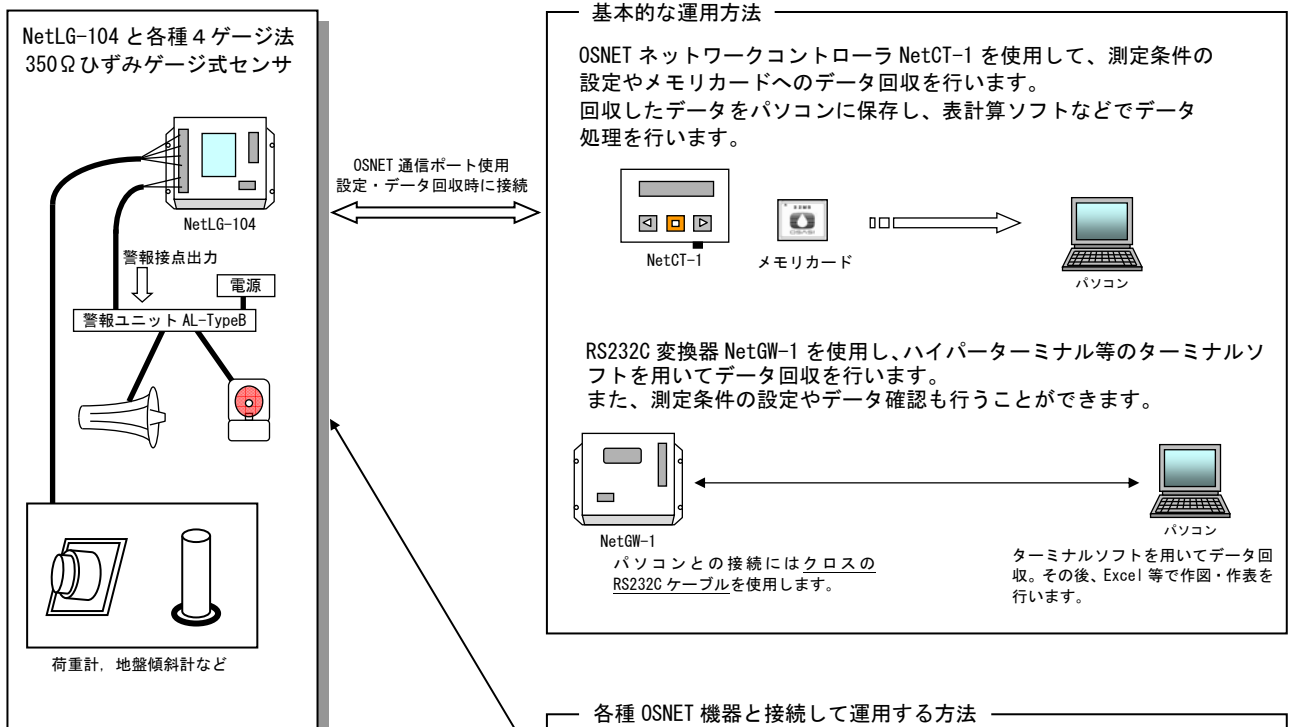 NetLG-104 と各種４ゲージ法
350Ωひずみゲージ式センサ
NetLG-104
警報接点出力
電源
警報ユニット AL-TypeB
荷重計，地盤傾斜計など
OSNET 通信ポート使用
設定・データ回収時に接続
基本的な運用方法
OSNET ネットワークコントローラ NetCT-1 を使用して、測定条件の
設定やメモリカードへのデータ回収を行います。
回収したデータをパソコンに保存し、表計算ソフトなどでデータ
処理を行います。
NetCT-1
OSASI
メモリカード
パソコン
RS232C 変換器 NetGW-1 を使用し、ハイパーターミナル等のターミナルソ
フトを用いてデータ回収を行います。
また、測定条件の設定やデータ確認も行うことができます。
NetGW-1
パソコンとの接続にはクロスの
RS232C ケーブルを使用します。
パソコン
ターミナルソフトを用いてデータ回
収。その後、Excel 等で作図・作表を
行います。
各種 OSNET 機器と接続して運用する方法